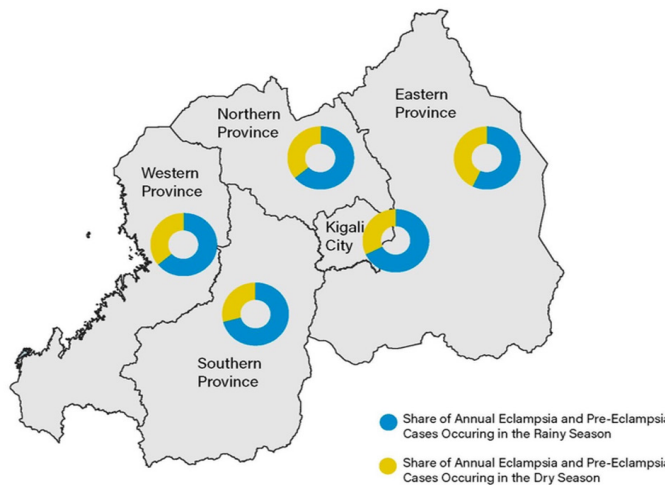 Northern
Province
Eastern
Province
Western
Province
Kigali
City
Southern
Province
Share of Annual Eclampsia and Pre-Eclampsia
Cases Occuring in the Rainy Season
Share of Annual Eclampsia and Pre-Eclampsia
Cases Occuring in the Dry Season